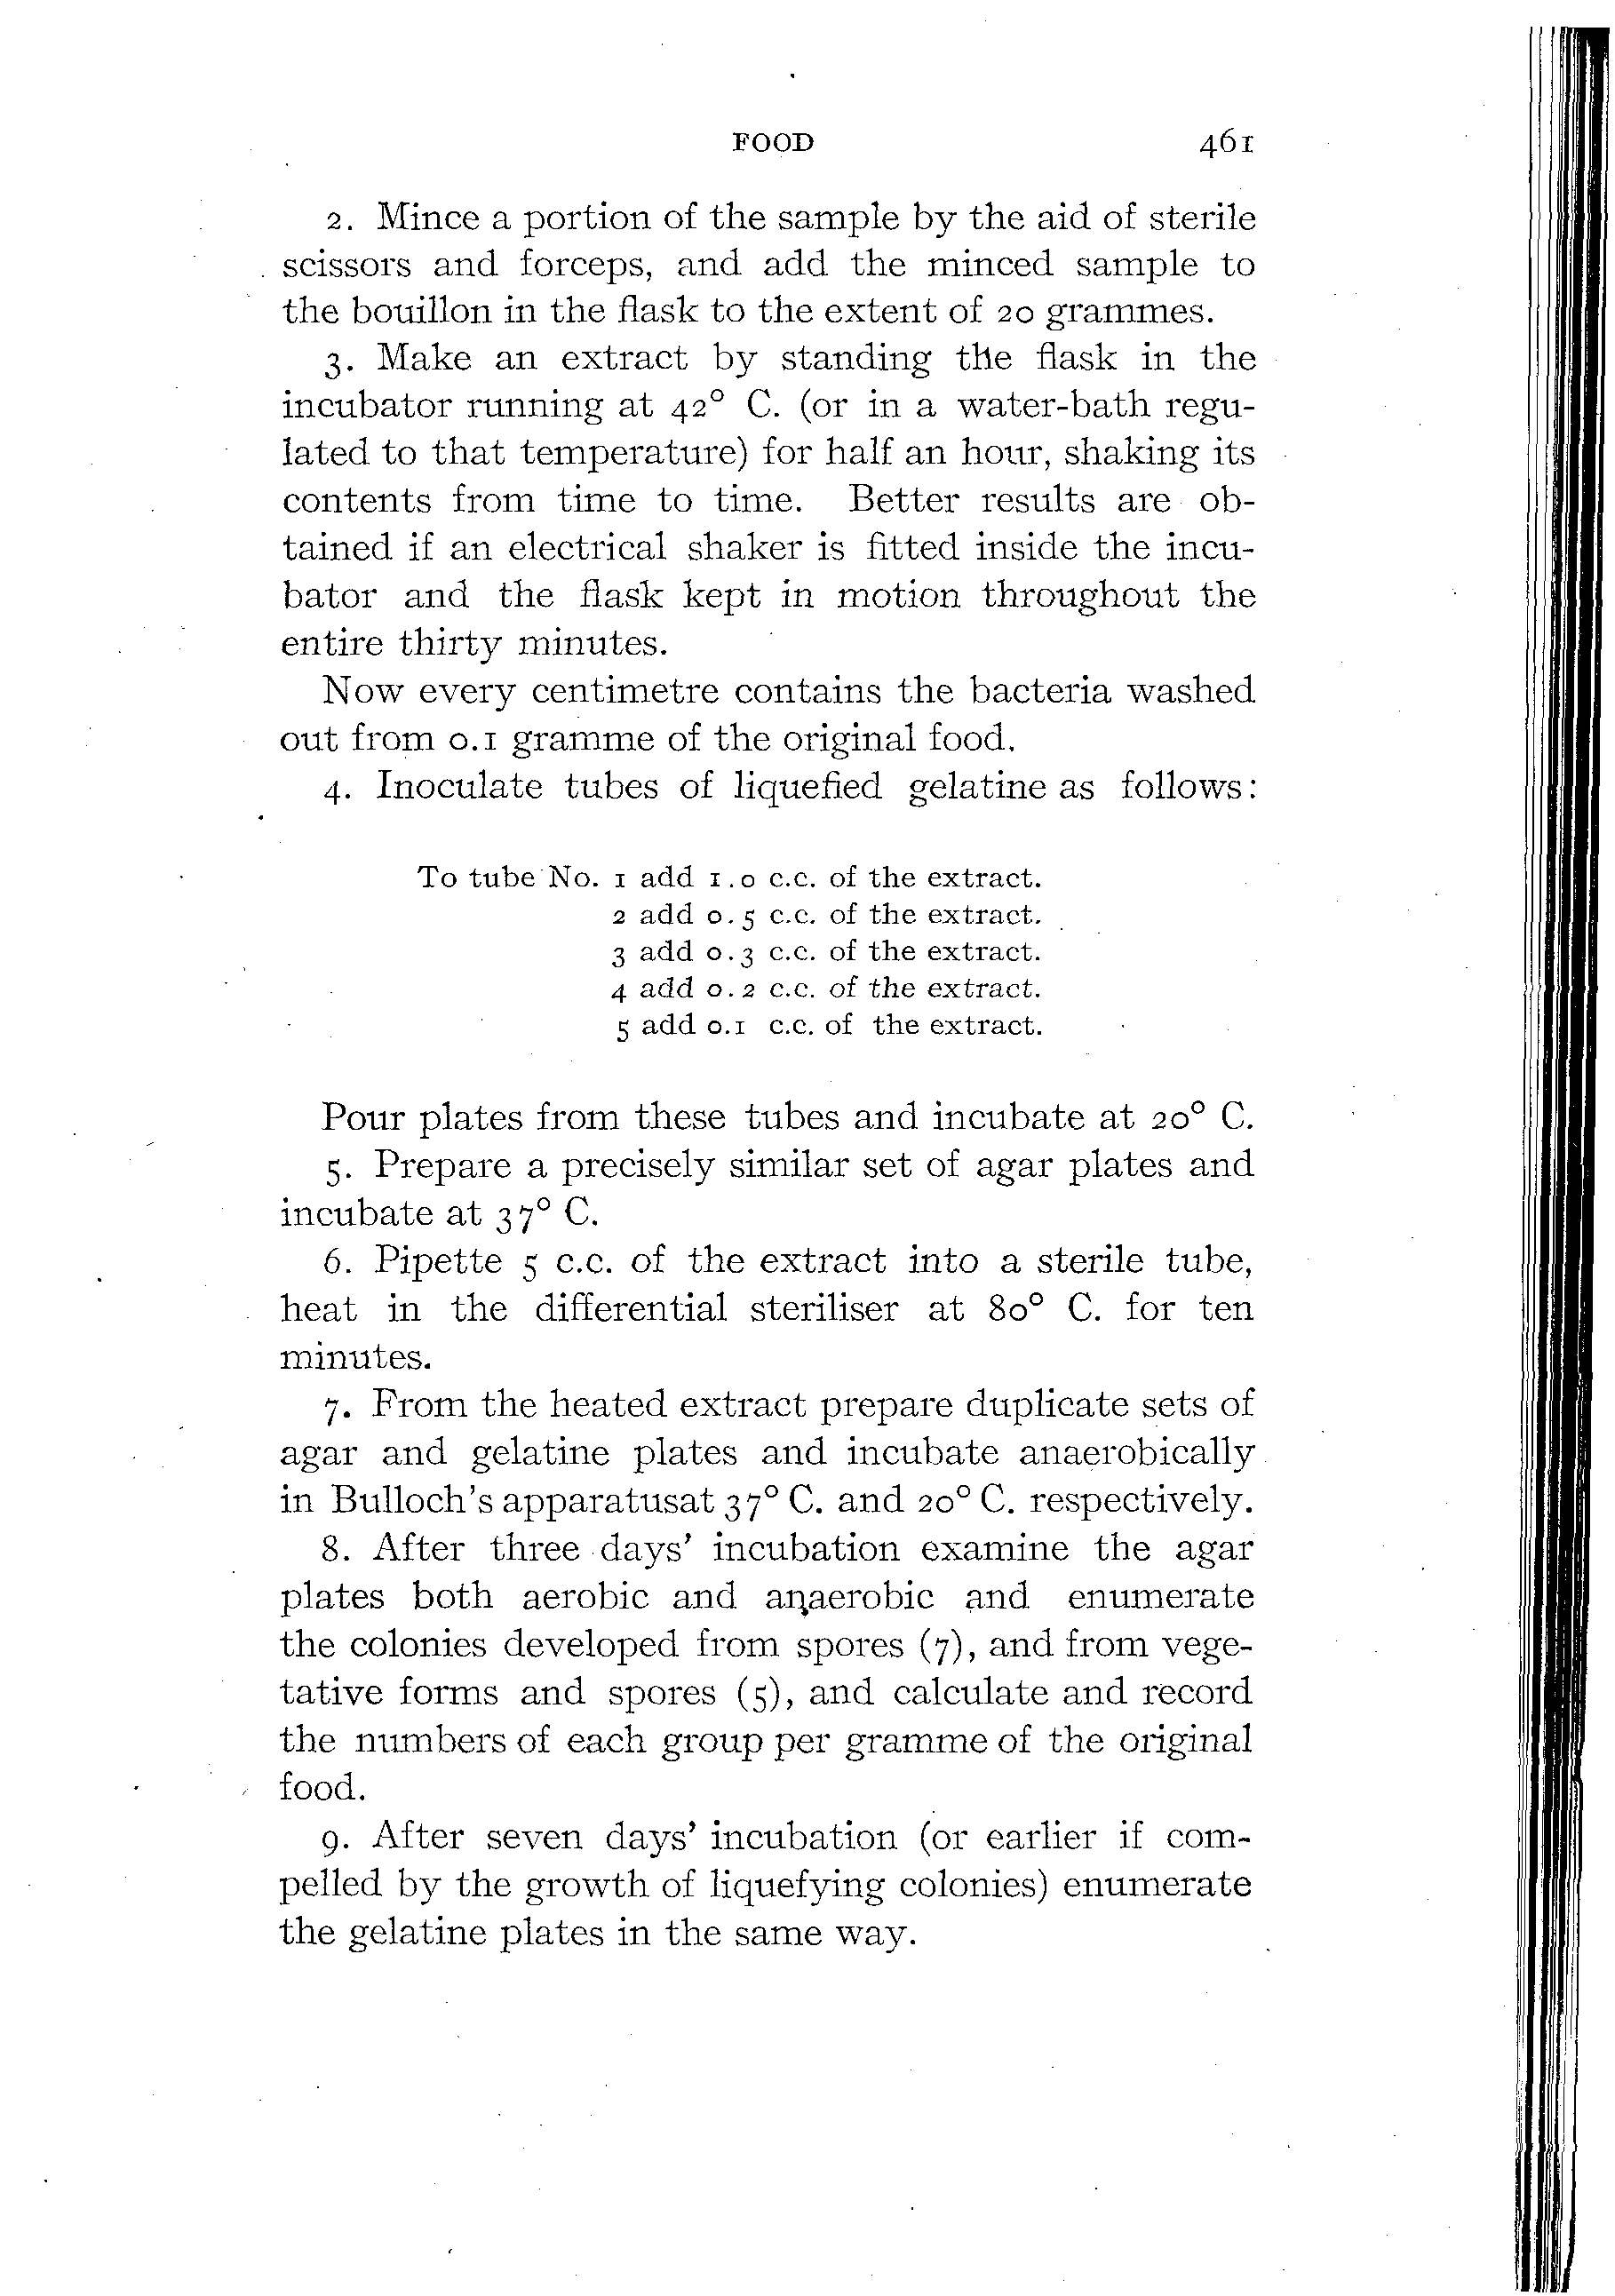 FOOD 461
2. Mince a portion of the sample by the aid of sterile
scissors and forceps, and add the minced sample to
the bouillon in the flask to the extent of 20 grammes.
3. Make an extract by standing the flask in the
incubator running at 42° C. (or in a water-bath regu-
lated to that temperature) for half an hour, shaking its
contents from time to time. Better results are ob-
tained if an electrical shaker is fitted inside the incu-
bator and the flask kept in motion throughout the
entire thirty minutes.
Now every centimetre contains the bacteria washed
out from 0.1 gramme of the original food.
4. Inoculate tubes of liquefied gelatine as follows:
To tube No. 1 add 1.0 c.c. of the extract.
2 add 0.5 c.c. of the extract.
3 add 0.3 c.c. of the extract.
4 add 0.2 c.c. of the extract.
5 add 0.1 c.c. of the extract.
Pour plates from these tubes and incubate at 20° C.
5. Prepare a precisely similar set of agar plates and
incubate at 37° C.
6. Pipette 5 c.c. of the extract into a sterile tube,
heat in the differential steriliser at 80° C. for ten
minutes.
7. From the heated extract prepare duplicate sets of
agar and gelatine plates and incubate anaerobically
in Bulloch's apparatusat 37° C. and 20° C. respectively.
8. After three days' incubation examine the agar
plates both aerobic and anaerobic and enumerate
the colonies developed from spores (7), and from vege-
tative forms and spores (5), and calculate and record
the numbers of each group per gramme of the original
food.
9. After seven days' incubation (or earlier if com-
pelled by the growth of liquefying colonies) enumerate
the gelatine plates in the same way.